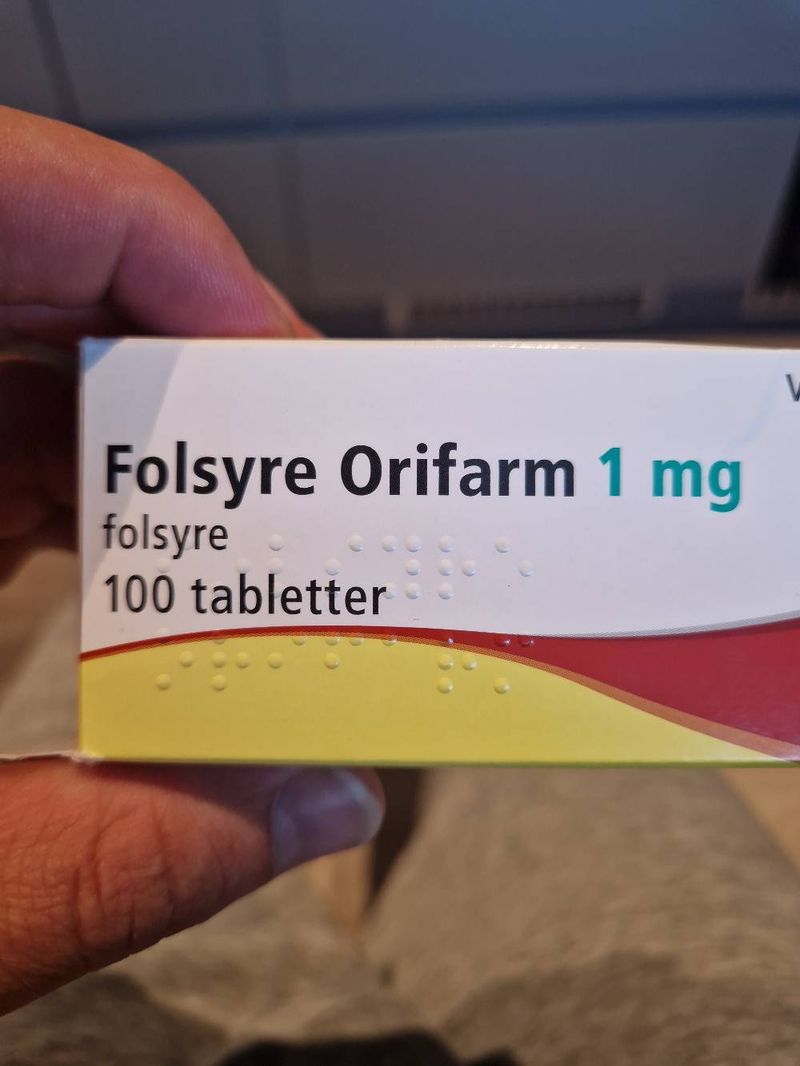 Folsyre Orifarm 1 mg
folsyre
100 tabletter